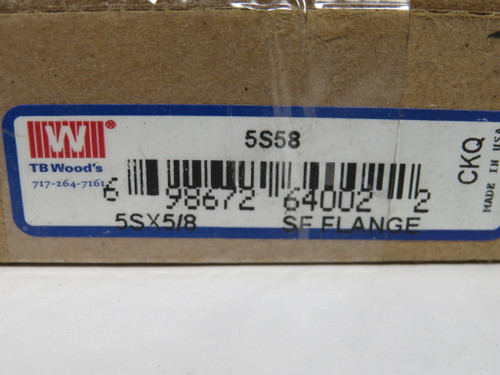 W®
TB Wood's
717-264-7161
5S58
6 98672 64002 2
5SX5/8 SF FLANGE
CKQ
MADE IN USA